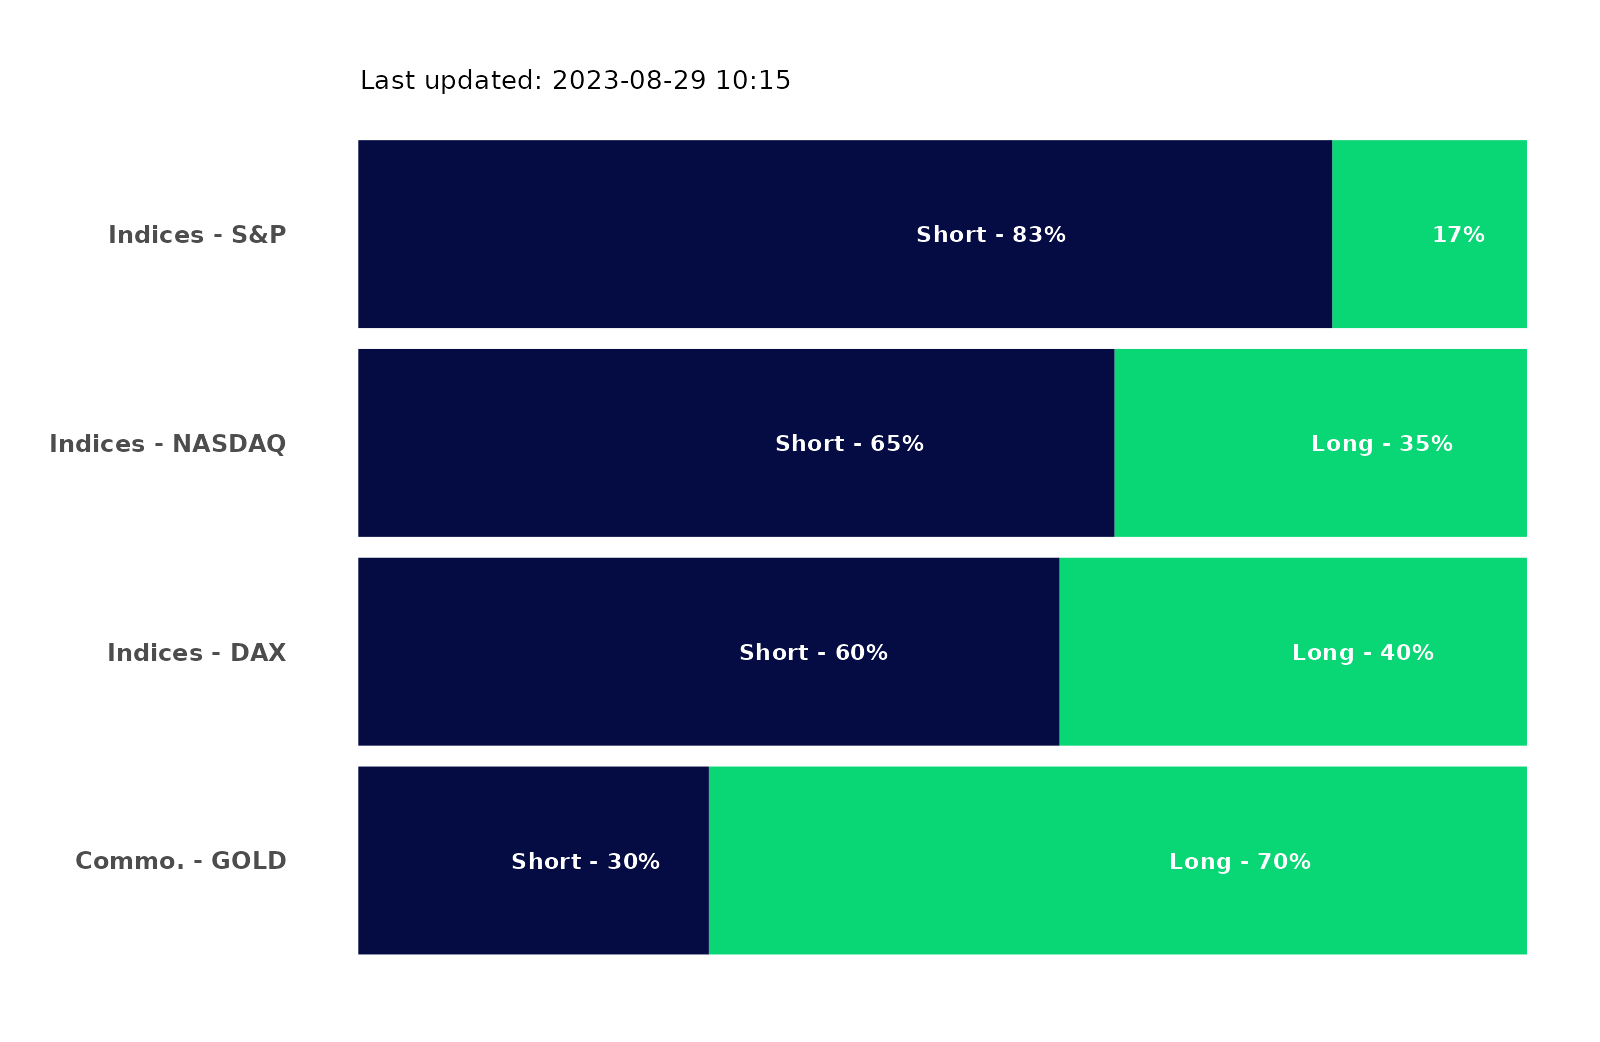 Last updated: 2023-08-29 10:15
Indices - S&P Short - 83% 17%
Indices - NASDAQ Short - 65% Long - 35%
Indices - DAX Short - 60% Long - 40%
Commo. - GOLD Short - 30% Long - 70%